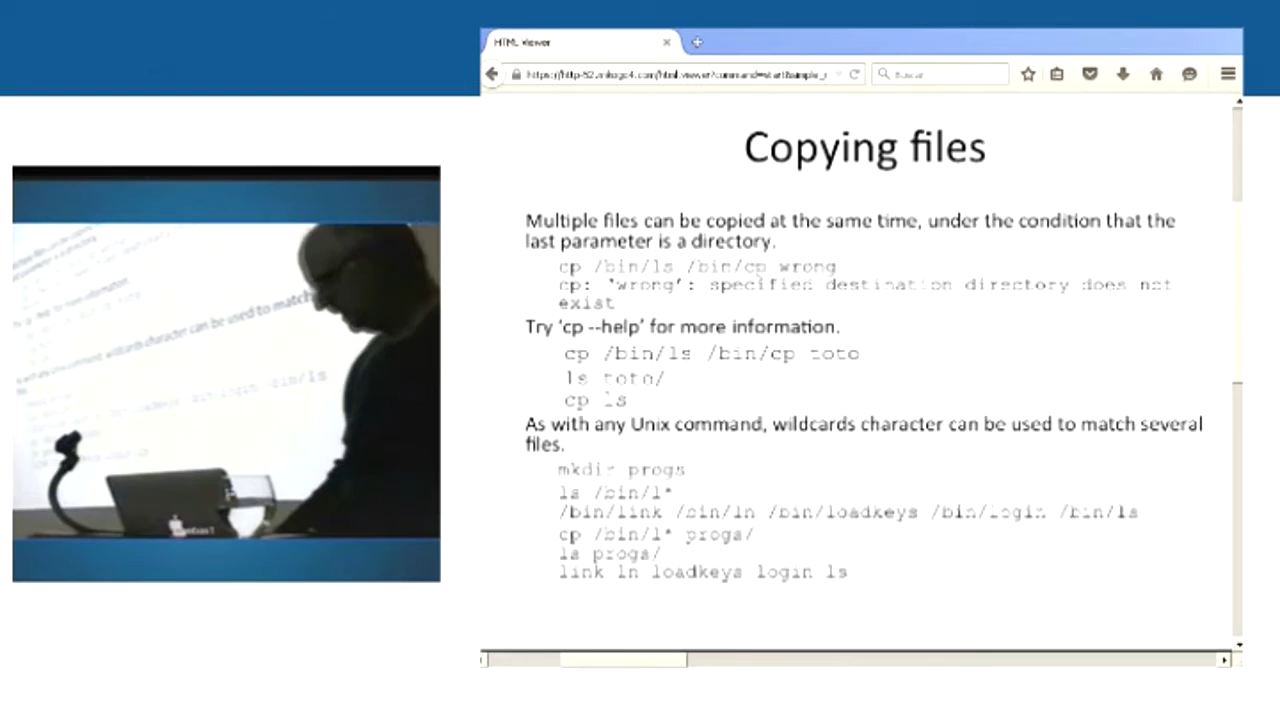 HTML viewer
Buscar
Copying files
Multiple files can be copied at the same time, under the condition that the
last parameter is a directory.
cp /bin/ls /bin/cp wrong
cp: 'wrong': specified destination directory does not
exist
Try 'cp --help' for more information.
cp /bin/ls /bin/cp toto
ls toto/
cp ls
As with any Unix command, wildcards character can be used to match several
files.
mkdir progs
ls /bin/l*
/bin/link /bin/ln /bin/loadkeys /bin/login /bin/ls
cp /bin/l* progs/
ls progs/
link ln loadkeys login ls